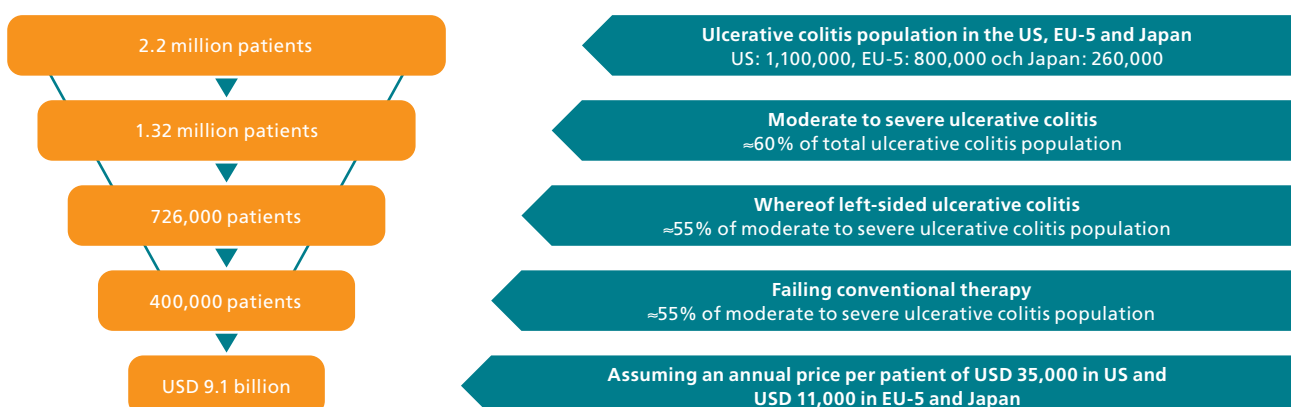 2.2 million patients
Ulcerative colitis population in the US, EU-5 and Japan
US: 1,100,000, EU-5: 800,000 och Japan: 260,000
1.32 million patients
Moderate to severe ulcerative colitis
≈60% of total ulcerative colitis population
726,000 patients
Whereof left-sided ulcerative colitis
≈55% of moderate to severe ulcerative colitis population
400,000 patients
Failing conventional therapy
≈55% of moderate to severe ulcerative colitis population
USD 9.1 billion
Assuming an annual price per patient of USD 35,000 in US and
USD 11,000 in EU-5 and Japan